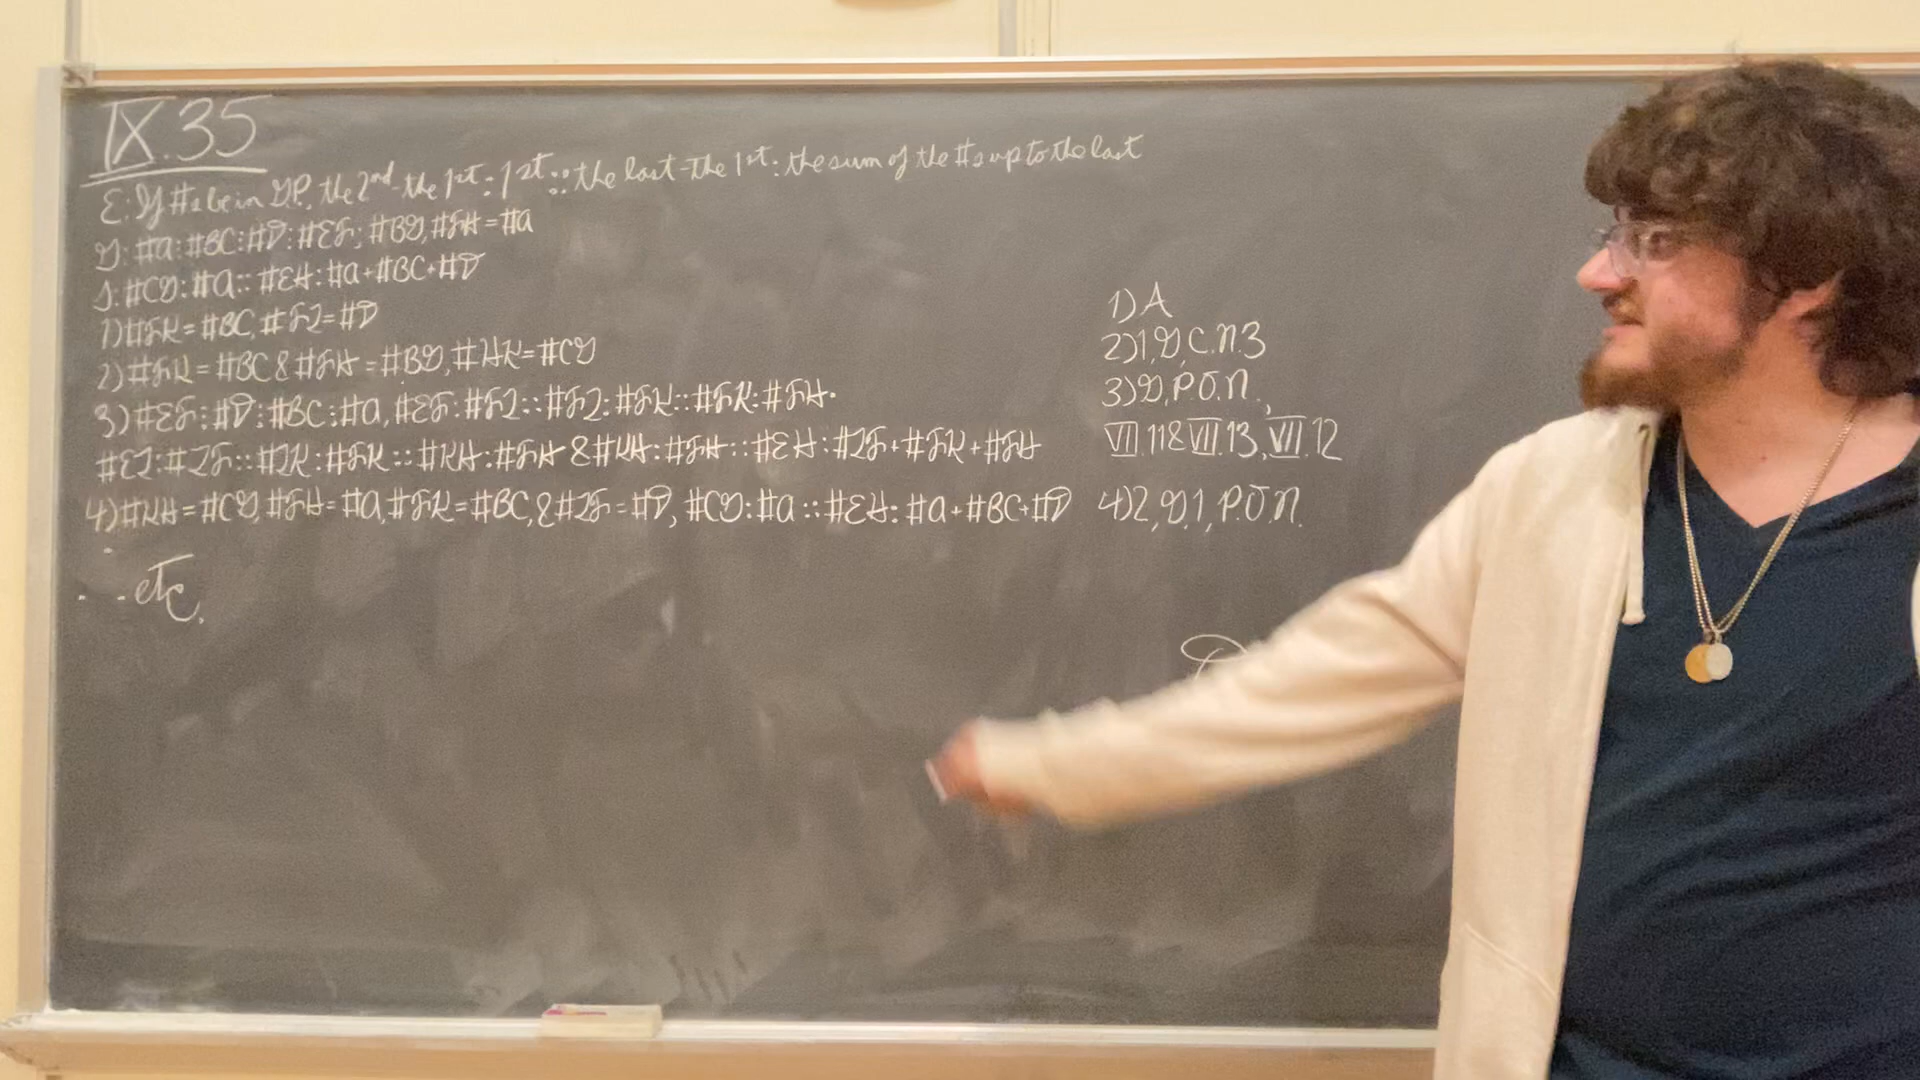 IX.35
E: If #s be in G.P., the 2nd-the 1st: 1st :: the last-the 1st: the sum of the #s up to the last
G: #A:#BC:#D:#EF; #BG, #FH=#A
S: #CG:#A::#EH:#A+#BC+#D
1) #FK=#BC, #FL=#D
2) #FK=#BC & #FH=#BG, #HK=#CG
3) #EF:#D:#BC:#A, #EF:#FL::#FL:#FK::#FK:#FH.
#EL:#LF::#LK:#FK::#KH:#FH & #KH:#FH::#EH:#LF+#FK+#FH
4) #KH=#CG, #FH=#A, #FK=#BC, & #LF=#D, #CG:#A::#EH:#A+#BC+#D
∴ etc.
1) A
2) 1, G, C.N.3
3) G, P.O.N.,
VII.11 & VII.13, VII.12
4) 2, G, 1, P.O.N.